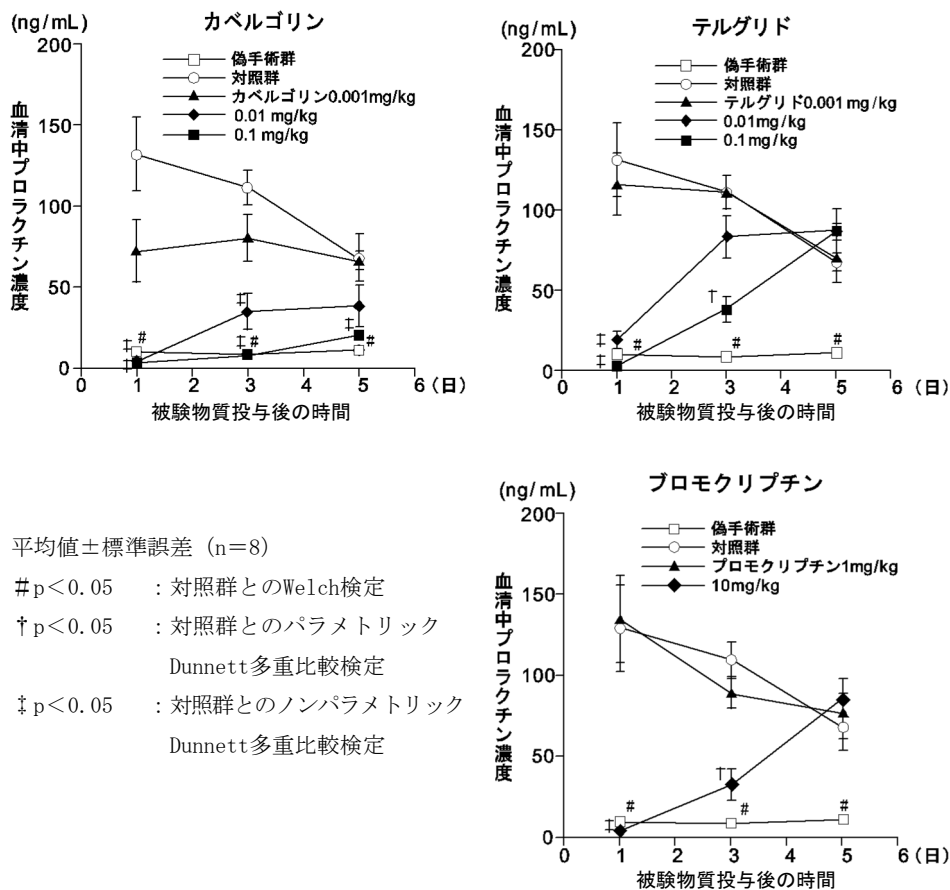 カベルゴリン
(ng/mL)
血清中プロラクチン濃度
200
150
100
50
0
偽手術群
対照群
カベルゴリン0.001mg/kg
0.01 mg/kg
0.1 mg/kg
‡
#
‡
‡
‡
#
‡
#
0 1 2 3 4 5 6 (日)
被験物質投与後の時間
テルグリド
(ng/mL)
血清中プロラクチン濃度
200
150
100
50
0
偽手術群
対照群
テルグリド0.001 mg/kg
0.01mg/kg
0.1mg/kg
‡
‡
#
†
#
#
0 1 2 3 4 5 6 (日)
被験物質投与後の時間
ブロモクリプチン
(ng/mL)
血清中プロラクチン濃度
200
150
100
50
0
偽手術群
対照群
ブロモクリプチン1mg/kg
10mg/kg
‡
#
†
#
#
0 1 2 3 4 5 6 (日)
被験物質投与後の時間
平均値±標準誤差 (n=8)
#p<0.05 :対照群とのWelch検定
†p<0.05 :対照群とのパラメトリック
Dunnett多重比較検定
‡p<0.05 :対照群とのノンパラメトリック
Dunnett多重比較検定